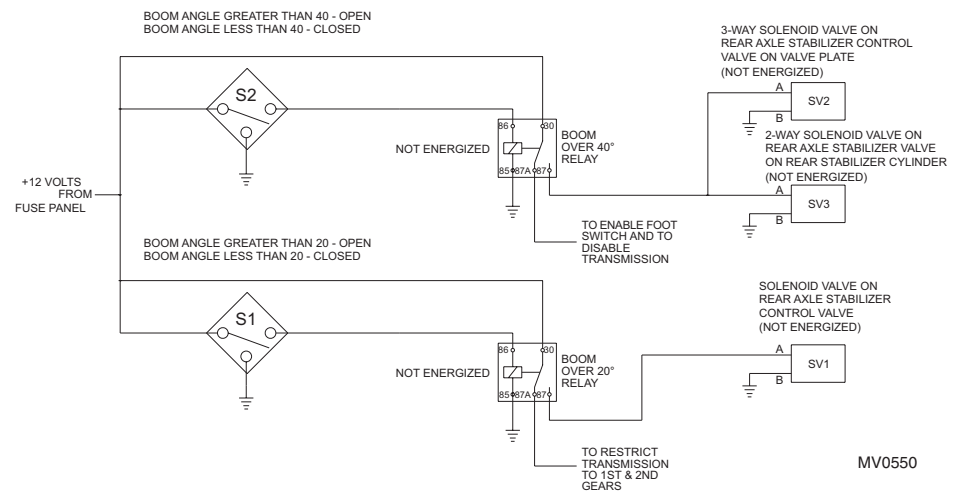 BOOM ANGLE GREATER THAN 40 - OPEN
BOOM ANGLE LESS THAN 40 - CLOSED
3-WAY SOLENOID VALVE ON
REAR AXLE STABILIZER CONTROL
VALVE ON VALVE PLATE
(NOT ENERGIZED)
S2
A
SV2
B
86
30
NOT ENERGIZED
BOOM
OVER 40°
RELAY
85
87A
87
2-WAY SOLENOID VALVE ON
REAR AXLE STABILIZER VALVE
ON REAR STABILIZER CYLINDER
(NOT ENERGIZED)
A
SV3
B
+12 VOLTS
FROM
FUSE PANEL
TO ENABLE FOOT
SWITCH AND TO
DISABLE
TRANSMISSION
BOOM ANGLE GREATER THAN 20 - OPEN
BOOM ANGLE LESS THAN 20 - CLOSED
SOLENOID VALVE ON
REAR AXLE STABILIZER
CONTROL VALVE
(NOT ENERGIZED)
S1
86
30
NOT ENERGIZED
BOOM
OVER 20°
RELAY
85
87A
87
A
SV1
B
TO RESTRICT
TRANSMISSION
TO 1ST & 2ND
GEARS
MV0550